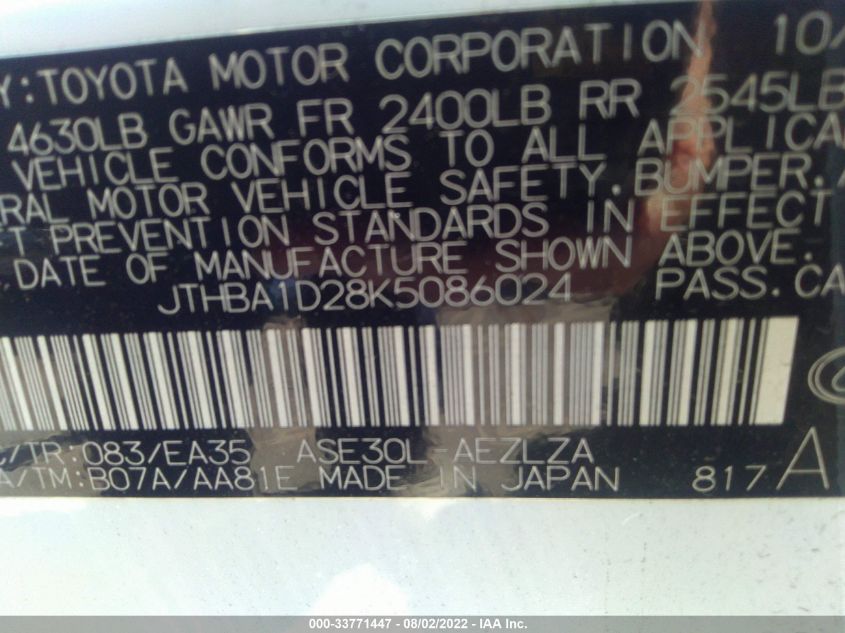 Y:TOYOTA MOTOR CORPORATION 10/
4630LB GAWR FR 2400LB RR 2545LB
VEHICLE CONFORMS TO ALL APPLICA
ERAL MOTOR VEHICLE SAFETY.BUMPER.
T PREVENTION STANDARDS IN EFFECT
DATE OF MANUFACTURE SHOWN ABOVE.
JTHBA1D28K5086024 PASS.CA
C/TR:083/EA35 ASE30L-AEZLZA
A/TM:B07A/AA81E MADE IN JAPAN 817A
000-33771447 - 08/02/2022 - IAA Inc.